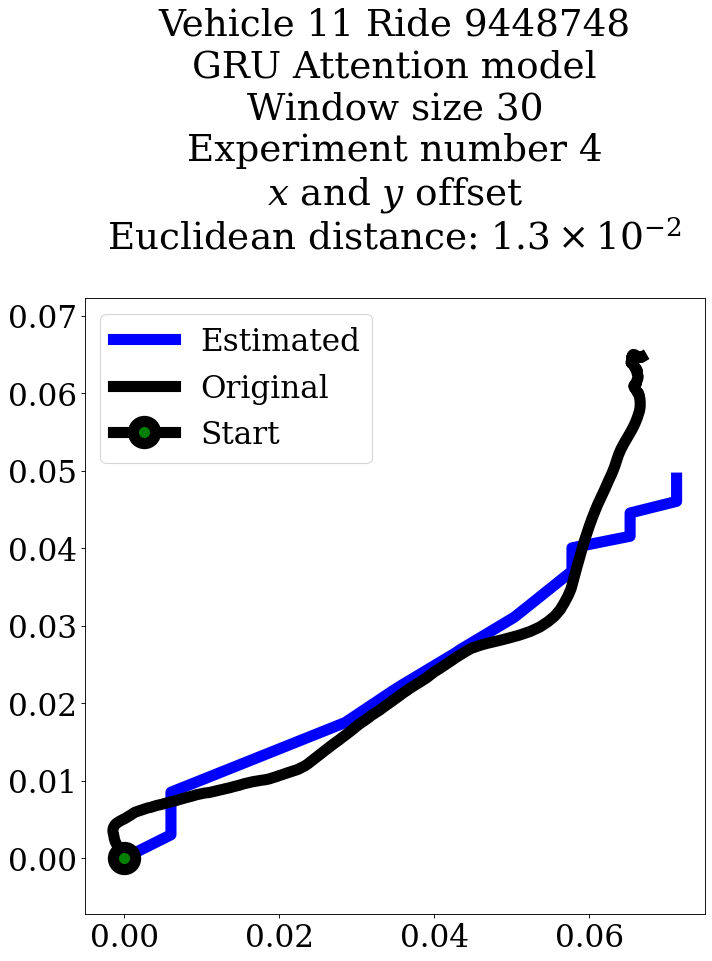 Vehicle 11 Ride 9448748
GRU Attention model
Window size 30
Experiment number 4
x and y offset
Euclidean distance: 1.3 × 10⁻²
0.07
0.06
0.05
0.04
0.03
0.02
0.01
0.00
Estimated
Original
Start
0.00 0.02 0.04 0.06